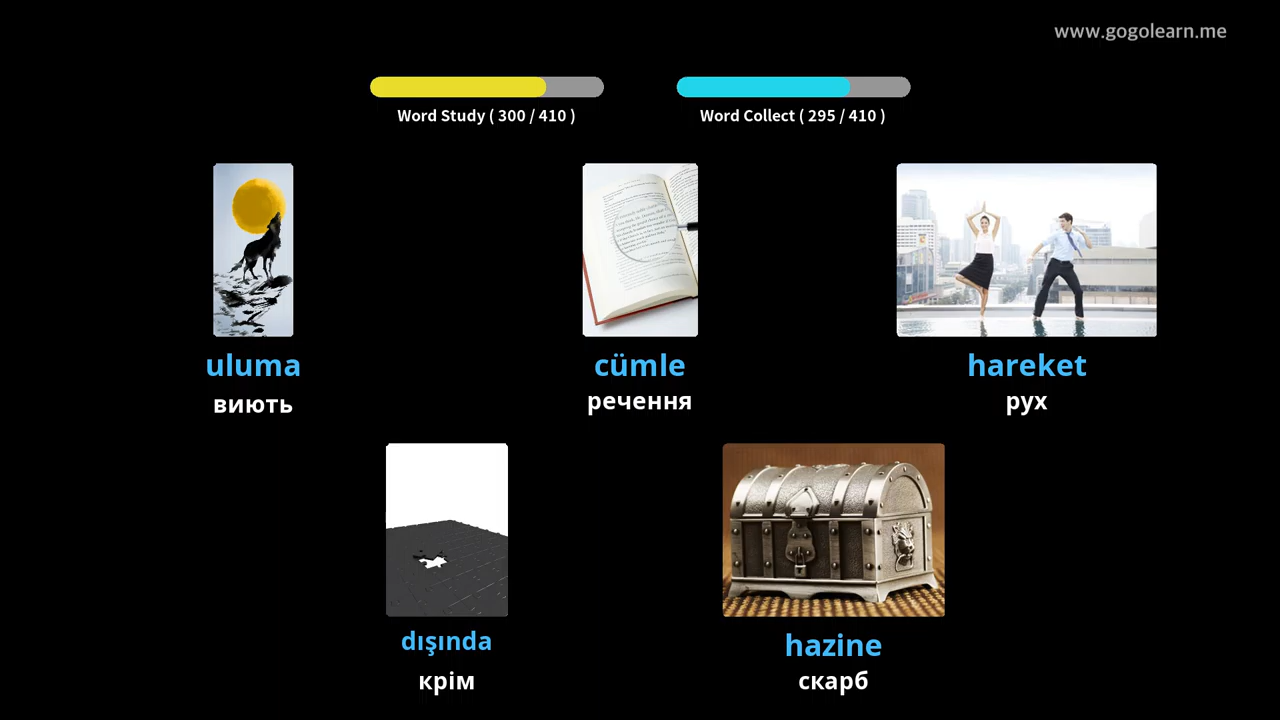 www.gogolearn.me
Word Study ( 300 / 410 )
Word Collect ( 295 / 410 )
uluma
виють
cümle
речення
hareket
рух
dışında
крім
hazine
скарб